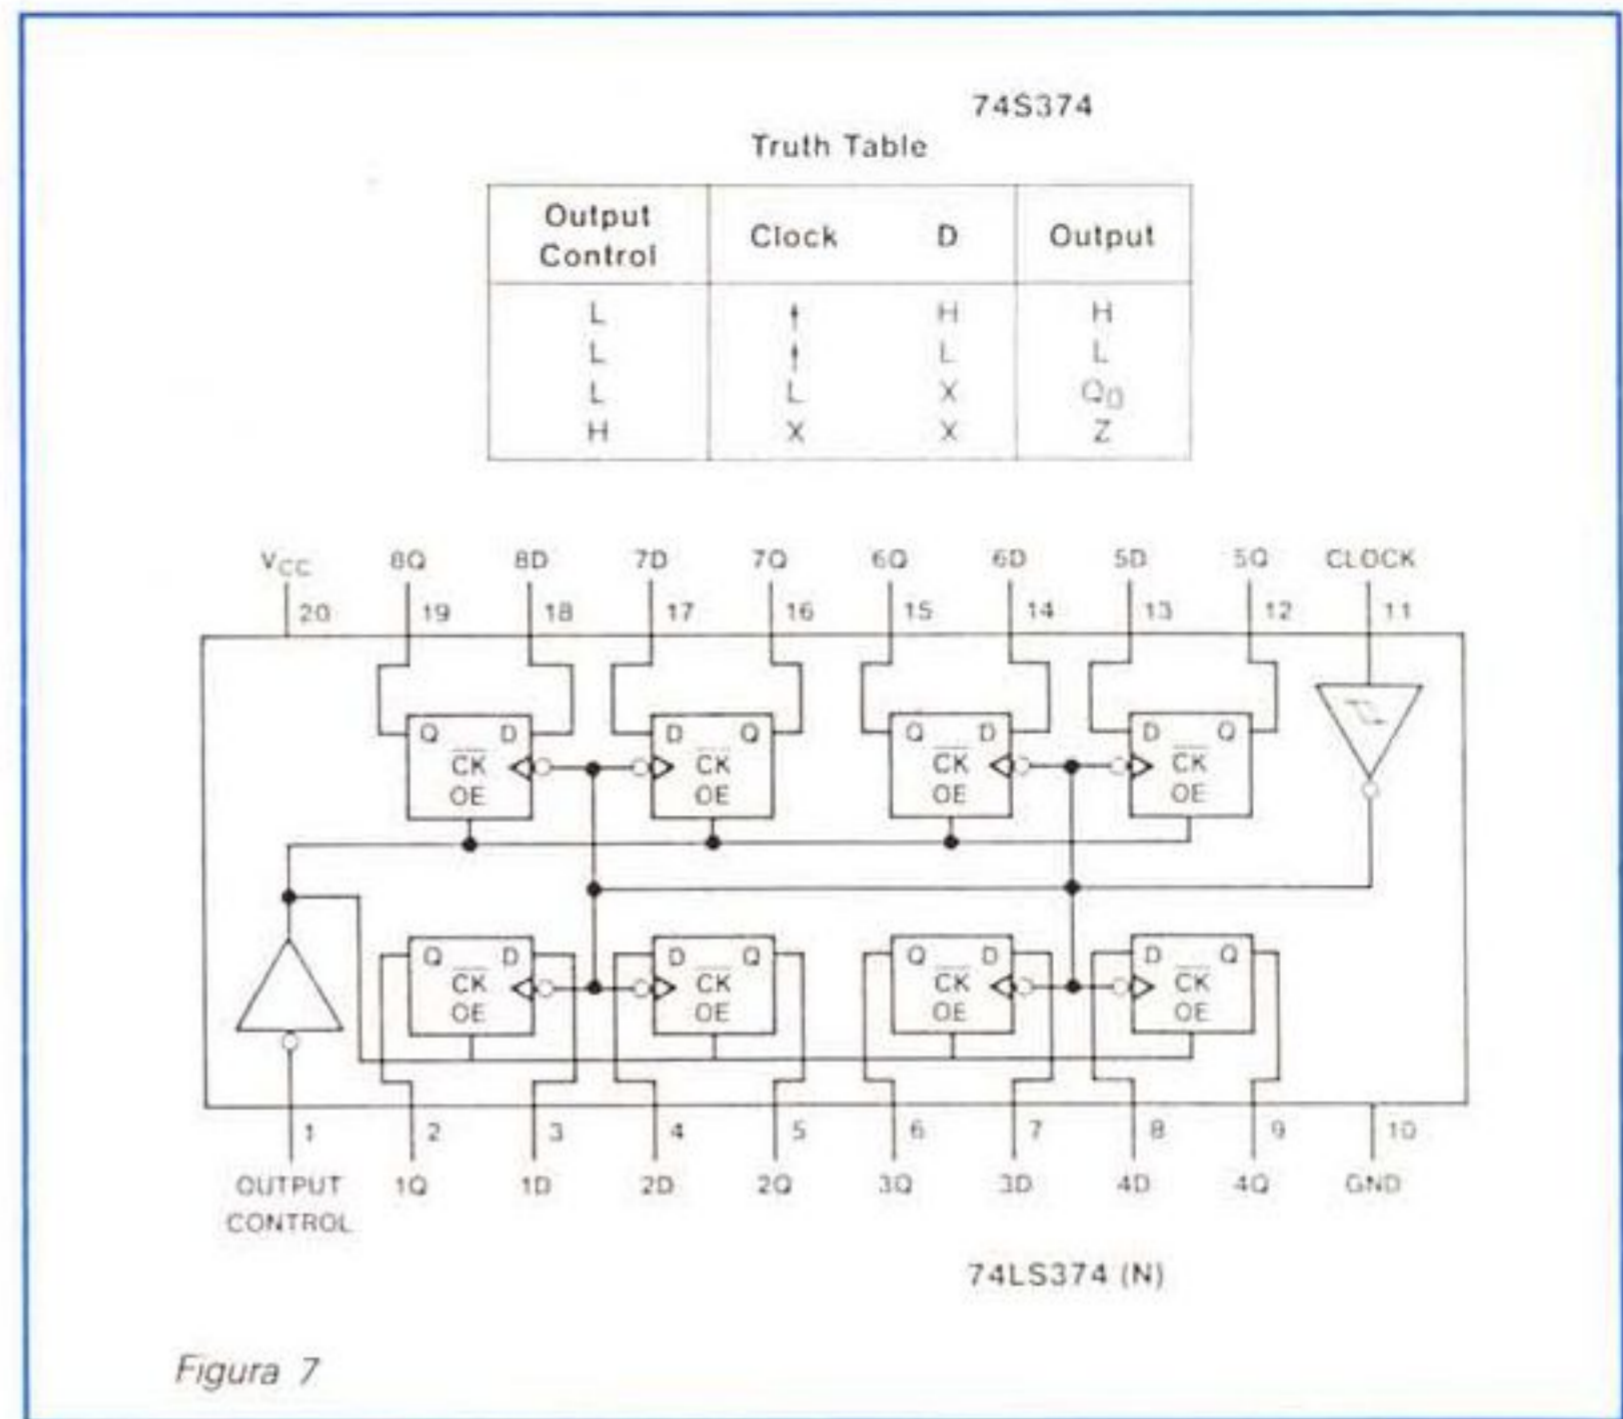 74S374
Truth Table
Output Control Clock D Output
L ↑ H H
L ↑ L L
L L X Q0
H X X Z
VCC 8Q 8D 7D 7Q 6Q 6D 5D 5Q CLOCK
20 19 18 17 16 15 14 13 12 11
Q D D Q Q D D Q
CK CK CK CK
OE OE OE OE
Q D D Q Q D D Q
CK CK CK CK
OE OE OE OE
1 2 3 4 5 6 7 8 9 10
OUTPUT CONTROL 1Q 1D 2D 2Q 3Q 3D 4D 4Q GND
74LS374 (N)
Figura 7